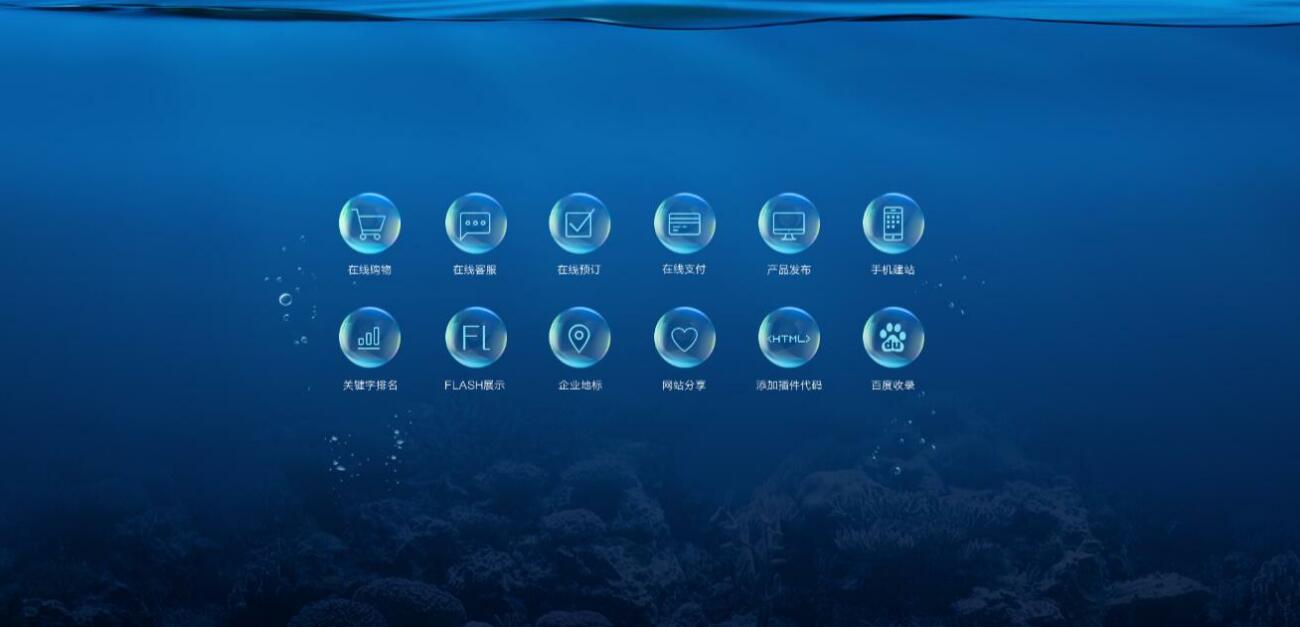 在线购物 在线客服 在线预订 在线支付 产品发布 手机建站
FL <HTML> du
关键字排名 FLASH展示 企业地标 网站分享 添加插件代码 百度收录